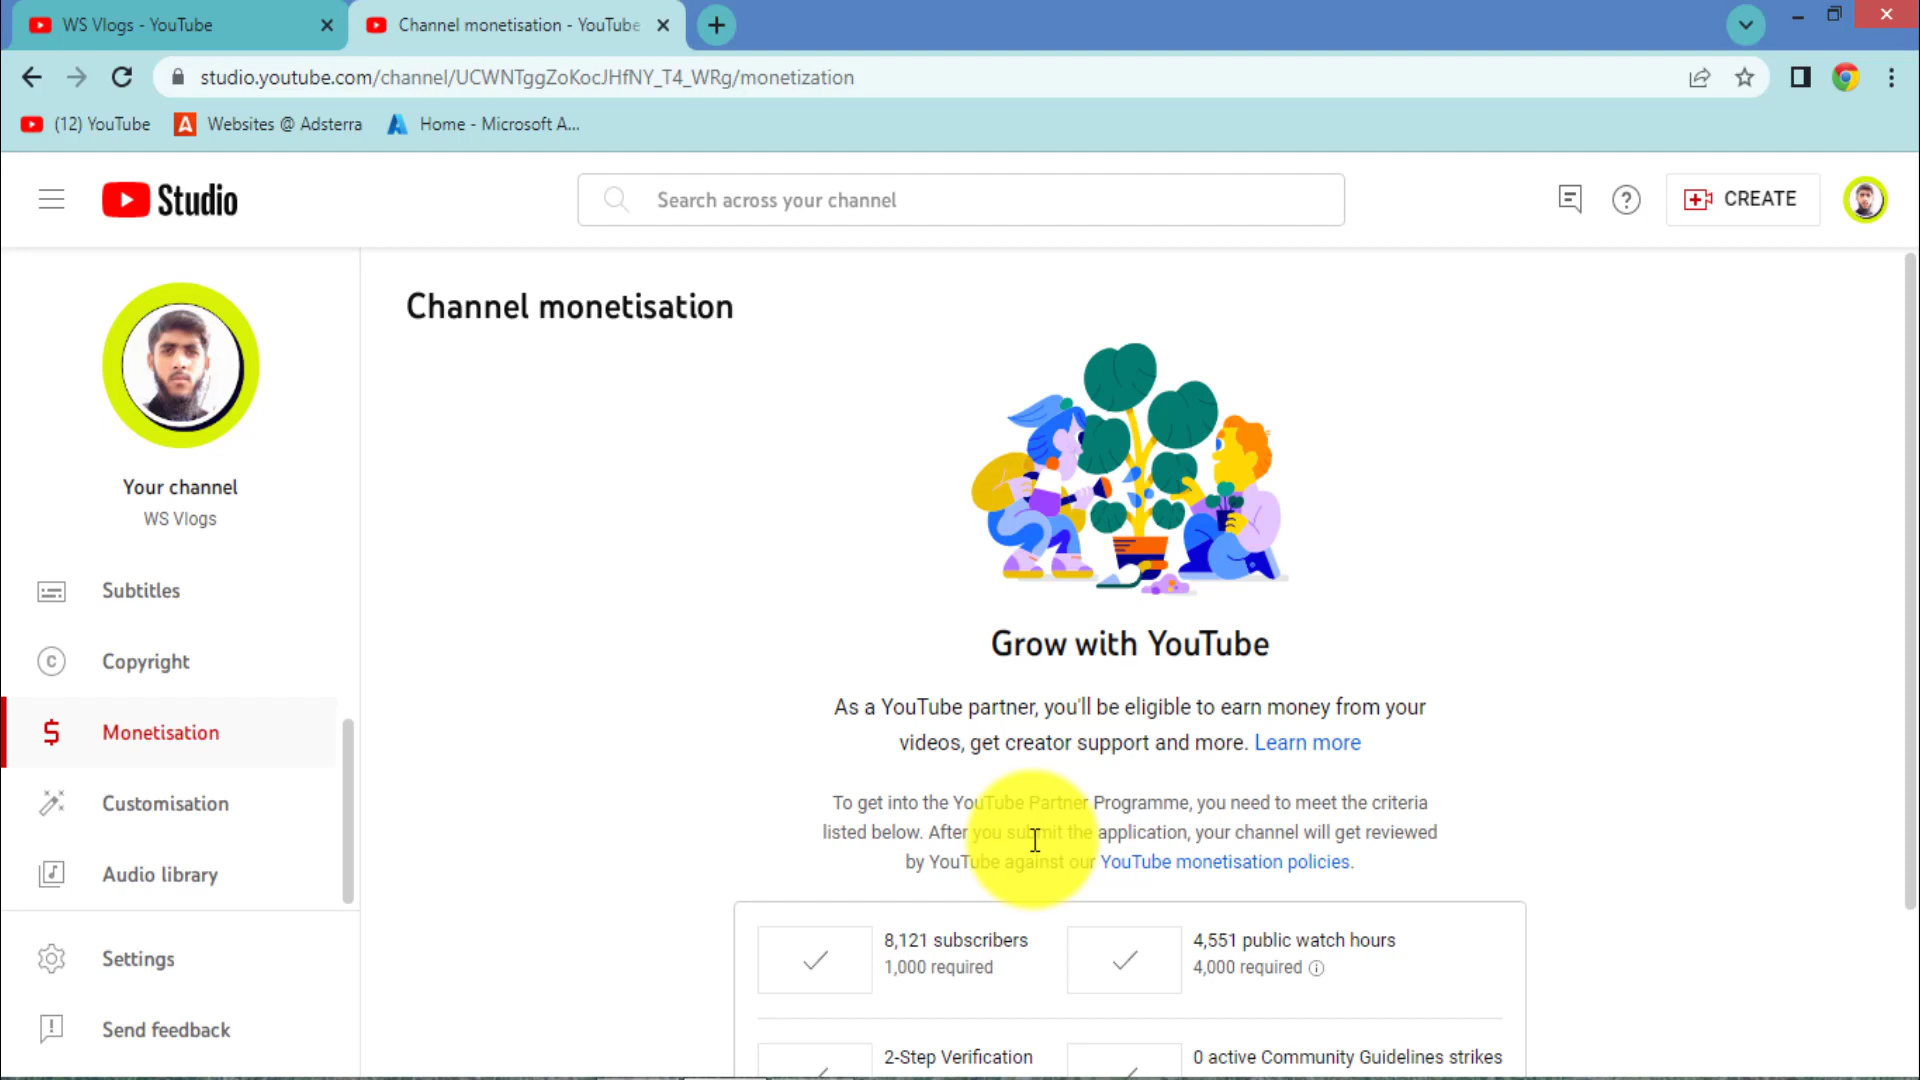 WS Vlogs - YouTube
Channel monetisation - YouTube
studio.youtube.com/channel/UCWNTggZoKocJHfNY_T4_WRg/monetization
(12) YouTube
Websites @ Adsterra
Home - Microsoft A...
Studio
Search across your channel
CREATE
Channel monetisation
Your channel
WS Vlogs
Subtitles
Copyright
Monetisation
Customisation
Audio library
Settings
Send feedback
Grow with YouTube
As a YouTube partner, you'll be eligible to earn money from your
videos, get creator support and more. Learn more
To get into the YouTube Partner Programme, you need to meet the criteria
listed below. After you submit the application, your channel will get reviewed
by YouTube against our YouTube monetisation policies.
8,121 subscribers
1,000 required
4,551 public watch hours
4,000 required
2-Step Verification
0 active Community Guidelines strikes